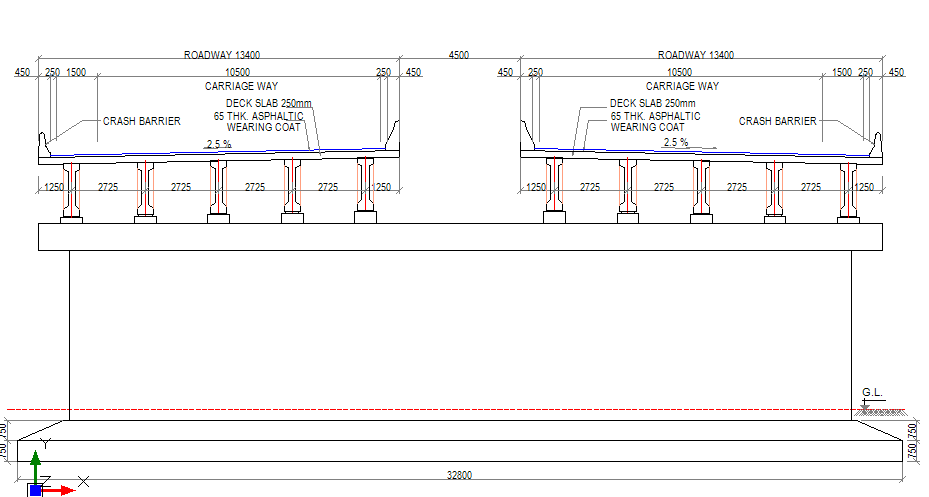 ROADWAY 13400 4500 ROADWAY 13400
450 250 1500 10500 250 450 450 250 10500 1500 250 450
CARRIAGE WAY CARRIAGE WAY
DECK SLAB 250mm DECK SLAB 250mm
65 THK. ASPHALTIC 65 THK. ASPHALTIC
CRASH BARRIER WEARING COAT WEARING COAT CRASH BARRIER
2.5 % 2.5 %
1250 2725 2725 2725 2725 1250 1250 2725 2725 2725 2725 1250
G.L.
750 750
Y
750 750
32800
Z X